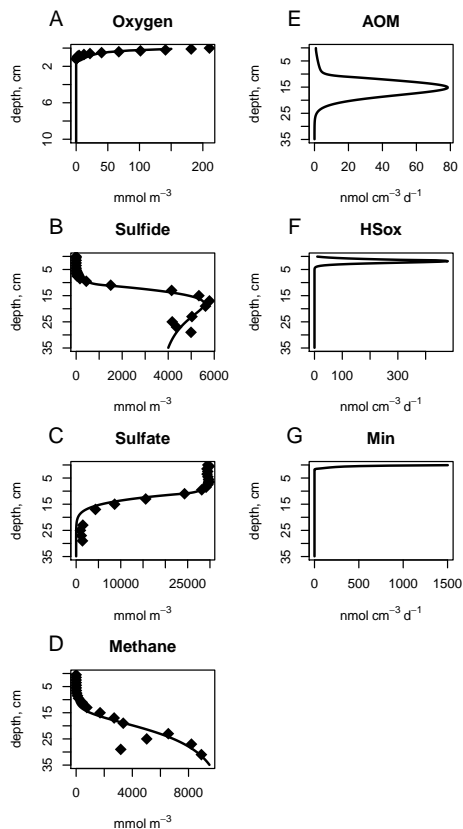 A Oxygen
depth, cm
2
6
10
0 50 100 150 200
mmol m⁻³
B Sulfide
depth, cm
5
15
25
35
0 2000 4000 6000
mmol m⁻³
C Sulfate
depth, cm
5
15
25
35
0 10000 25000
mmol m⁻³
D Methane
depth, cm
5
15
25
35
0 4000 8000
mmol m⁻³
E AOM
depth, cm
5
15
25
35
0 20 40 60 80
nmol cm⁻³ d⁻¹
F HSox
depth, cm
5
15
25
35
0 100 300
nmol cm⁻³ d⁻¹
G Min
depth, cm
5
15
25
35
0 500 1000 1500
nmol cm⁻³ d⁻¹